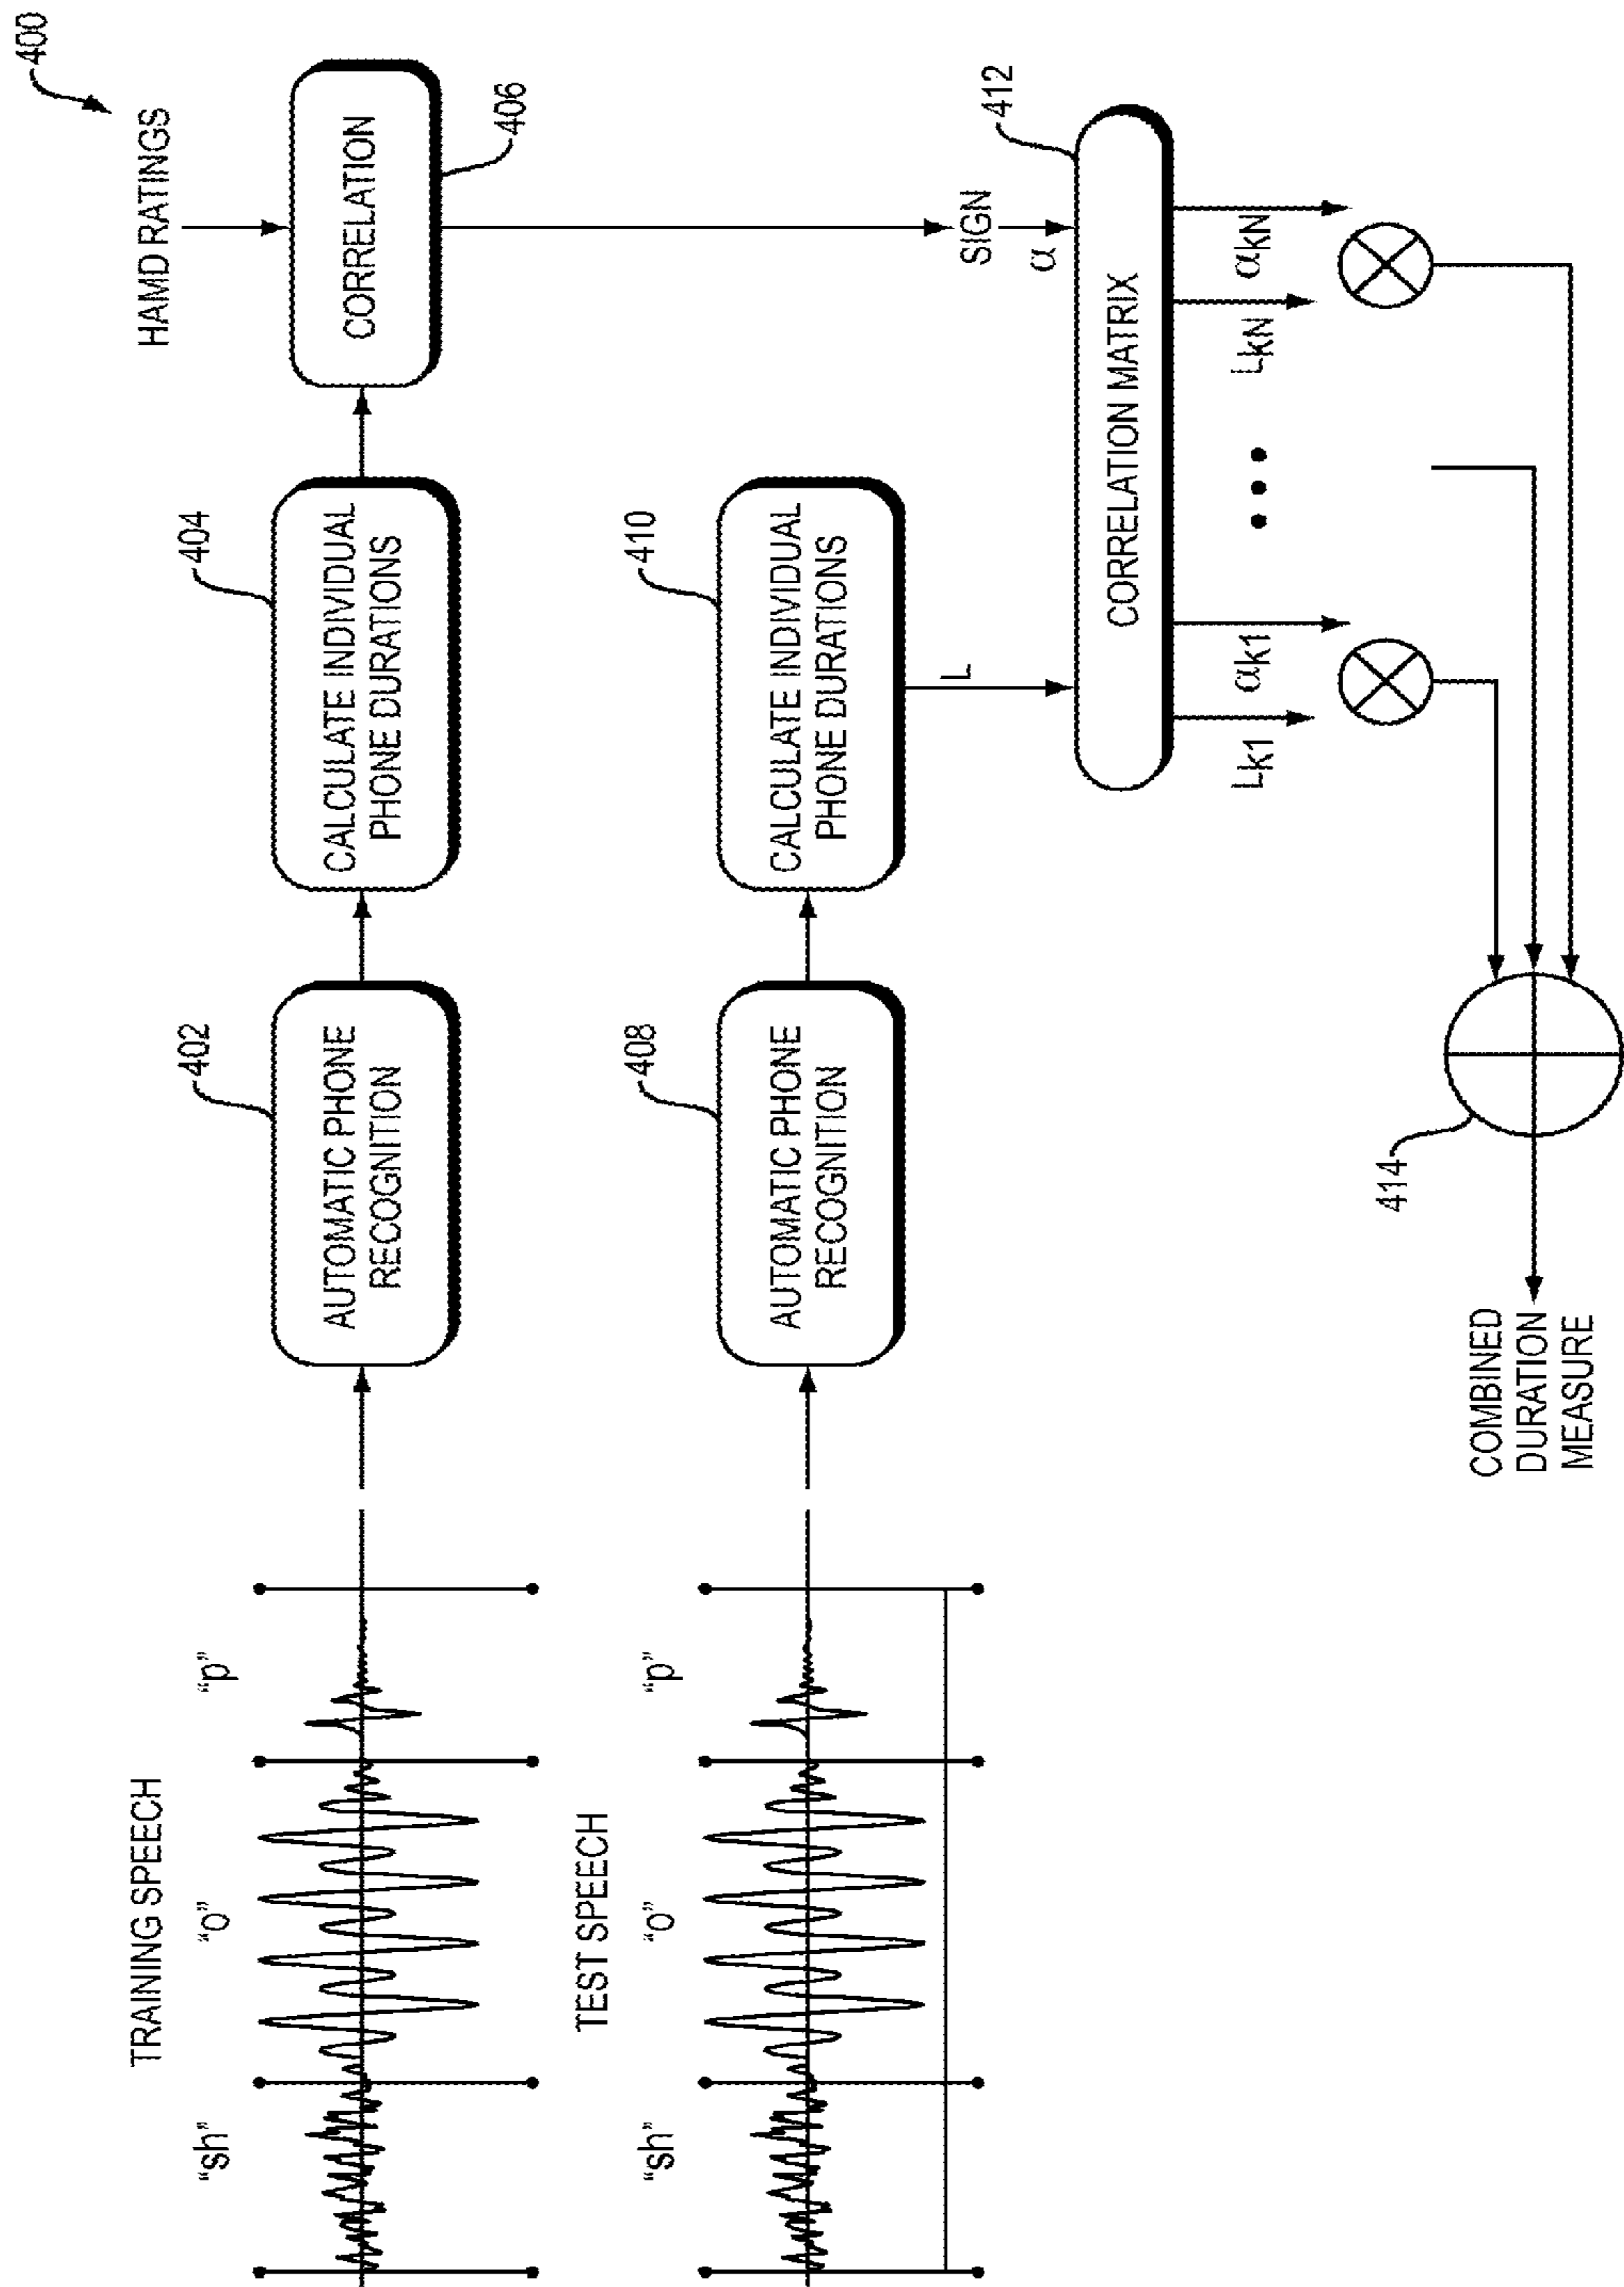 400
HAMD RATINGS
TRAINING SPEECH
"sh"
"o"
"p"
402
AUTOMATIC PHONE
RECOGNITION
404
CALCULATE INDIVIDUAL
PHONE DURATIONS
CORRELATION
406
TEST SPEECH
"sh"
"o"
"p"
408
AUTOMATIC PHONE
RECOGNITION
410
CALCULATE INDIVIDUAL
PHONE DURATIONS
L
SIGN
α
412
CORRELATION MATRIX
Lk1
αk1
• • •
LkN
αkN
414
COMBINED
DURATION
MEASURE